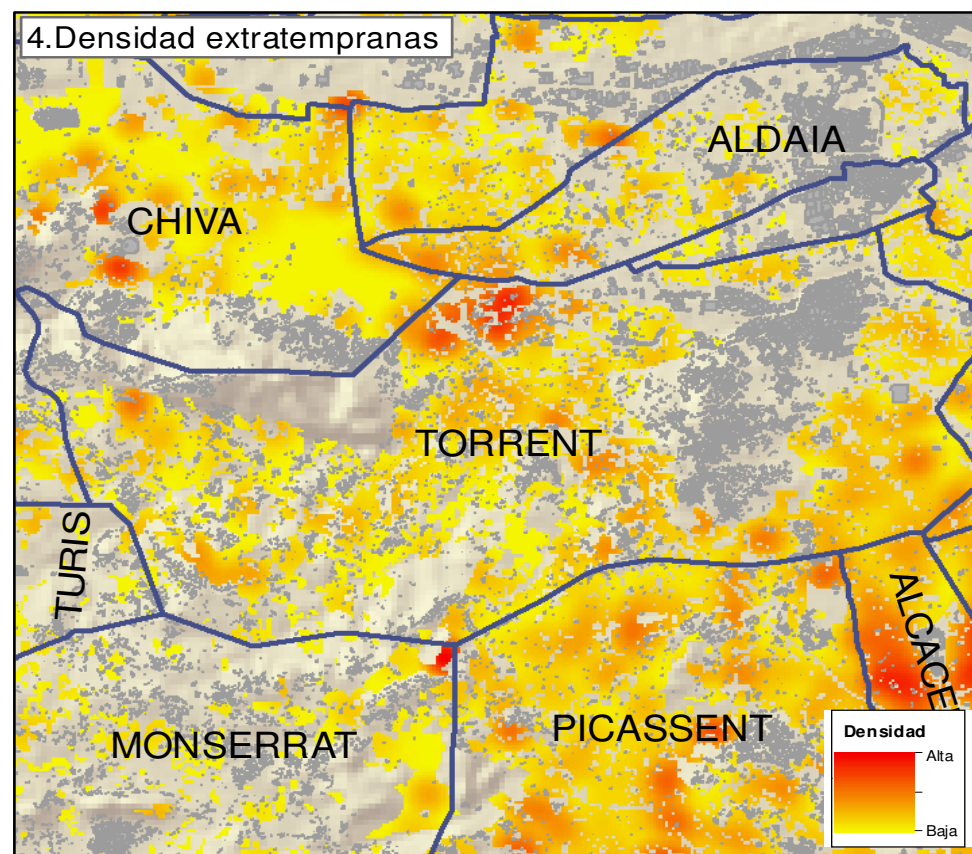 4.Densidad extratempranas
ALDAIA
CHIVA
TORRENT
TURIS
ALCACE
PICASSENT
MONSERRAT
Densidad
Alta
Baja